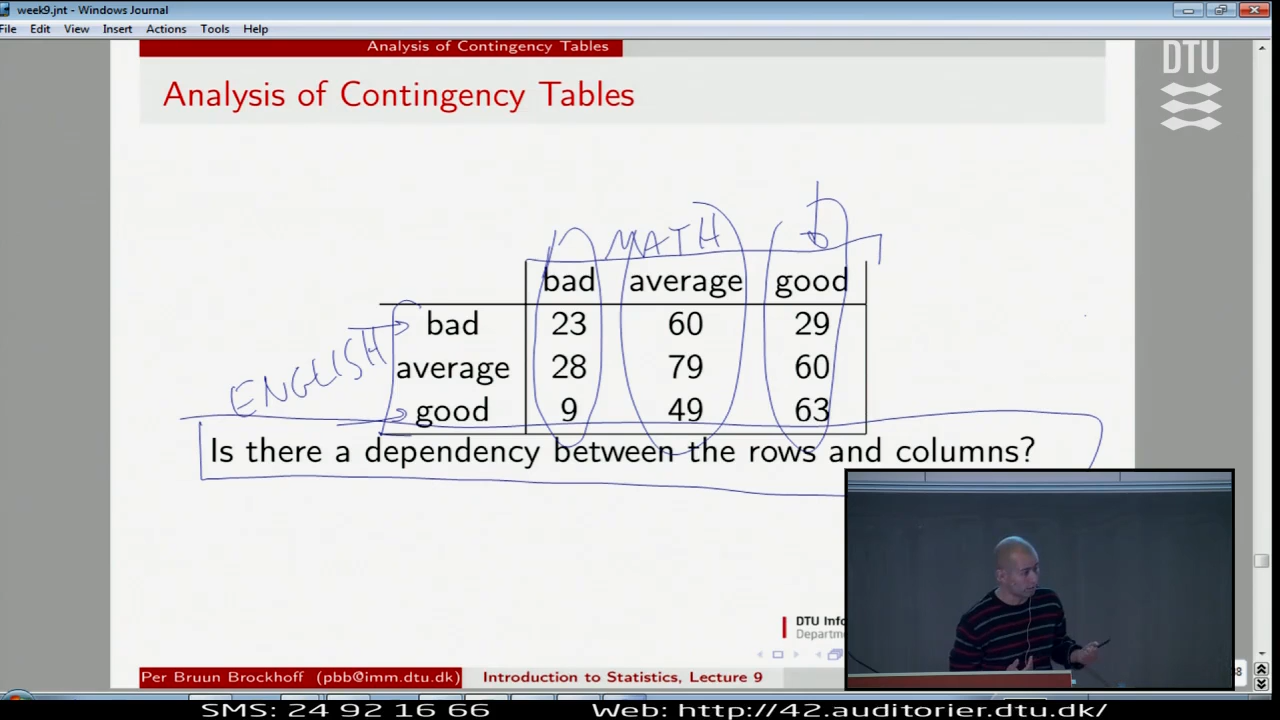 week9.jnt - Windows Journal
File Edit View Insert Actions Tools Help
Analysis of Contingency Tables
DTU
Analysis of Contingency Tables
MATH
bad average good
ENGLISH
bad 23 60 29
average 28 79 60
good 9 49 63
Is there a dependency between the rows and columns?
DTU Info
Departm
Per Bruun Brockhoff (pbb@imm.dtu.dk) Introduction to Statistics, Lecture 9
SMS: 24 92 16 66 Web: http://42.auditorier.dtu.dk/